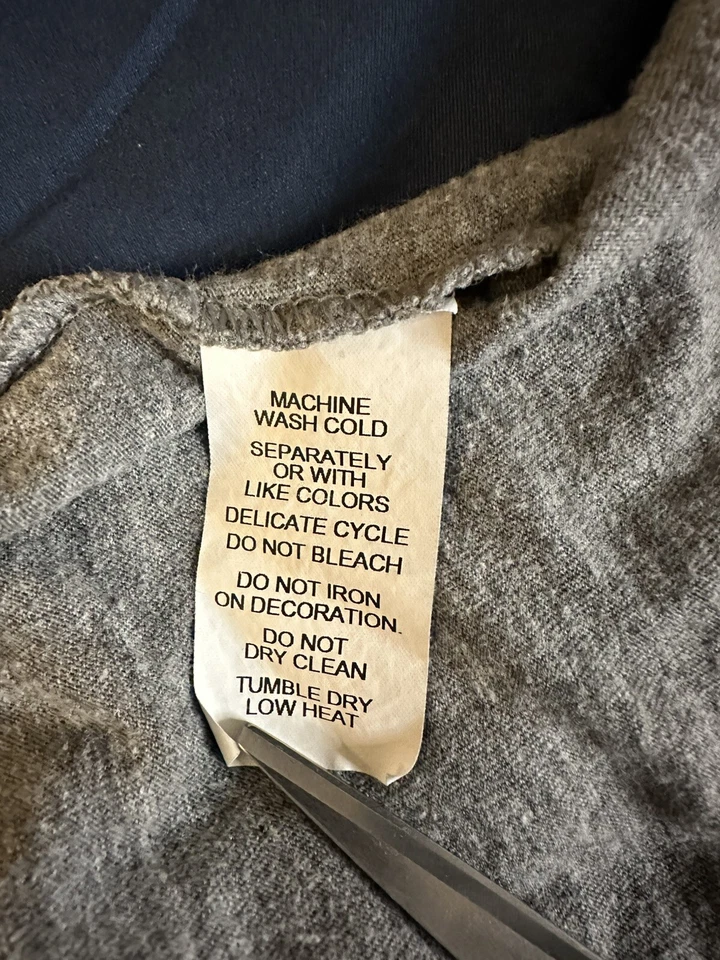 MACHINE
WASH COLD
SEPARATELY
OR WITH
LIKE COLORS
DELICATE CYCLE
DO NOT BLEACH
DO NOT IRON
ON DECORATION.
DO NOT
DRY CLEAN
TUMBLE DRY
LOW HEAT